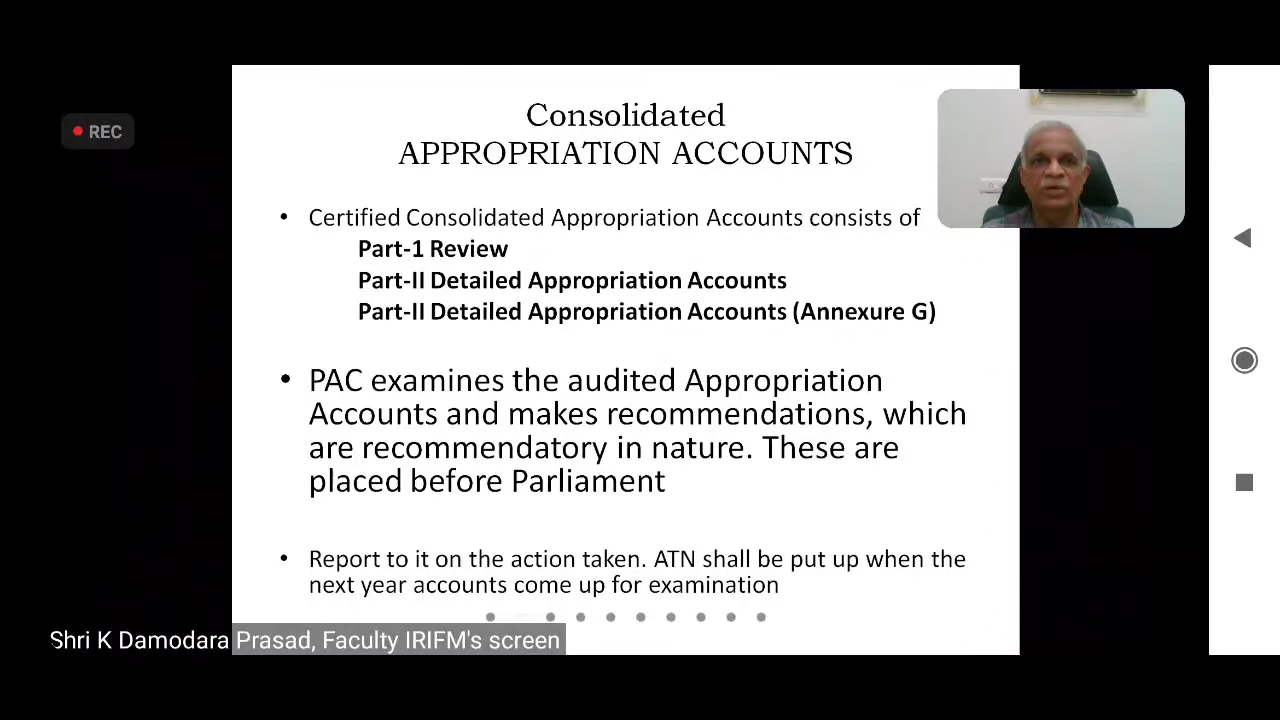 REC
Consolidated
APPROPRIATION ACCOUNTS
• Certified Consolidated Appropriation Accounts consists of
Part-1 Review
Part-II Detailed Appropriation Accounts
Part-II Detailed Appropriation Accounts (Annexure G)
• PAC examines the audited Appropriation
Accounts and makes recommendations, which
are recommendatory in nature. These are
placed before Parliament
• Report to it on the action taken. ATN shall be put up when the
next year accounts come up for examination
Shri K Damodara Prasad, Faculty IRIFM's screen